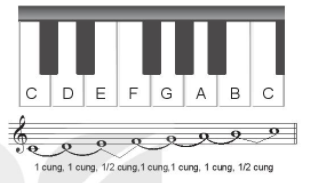 C D E F G A B C
1 cung, 1 cung, 1/2 cung,1 cung,1 cung, 1 cung, 1/2 cung